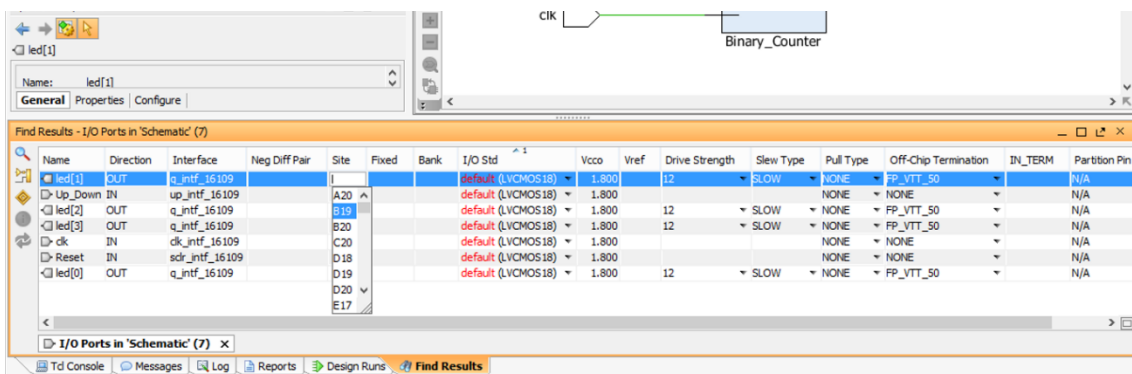 clk
Binary_Counter
led[1]
Name: led[1]
General Properties Configure
Find Results - I/O Ports in 'Schematic' (7)
Name Direction Interface Neg Diff Pair Site Fixed Bank I/O Std 1 Vcco Vref Drive Strength Slew Type Pull Type Off-Chip Termination IN_TERM Partition Pin
led[1] OUT q_intf_16109 default (LVCMOS18) 1.800 12 SLOW NONE FP_VTT_50 N/A
Up_Down IN up_intf_16109 A20 default (LVCMOS18) 1.800 NONE NONE N/A
led[2] OUT q_intf_16109 B19 default (LVCMOS18) 1.800 12 SLOW NONE FP_VTT_50 N/A
led[3] OUT q_intf_16109 B20 default (LVCMOS18) 1.800 12 SLOW NONE FP_VTT_50 N/A
clk IN clk_intf_16109 C20 default (LVCMOS18) 1.800 NONE NONE N/A
Reset IN sclr_intf_16109 D18 default (LVCMOS18) 1.800 NONE NONE N/A
led[0] OUT q_intf_16109 D19 default (LVCMOS18) 1.800 12 SLOW NONE FP_VTT_50 N/A
D20
E17
I/O Ports in 'Schematic' (7)
Tcl Console Messages Log Reports Design Runs Find Results